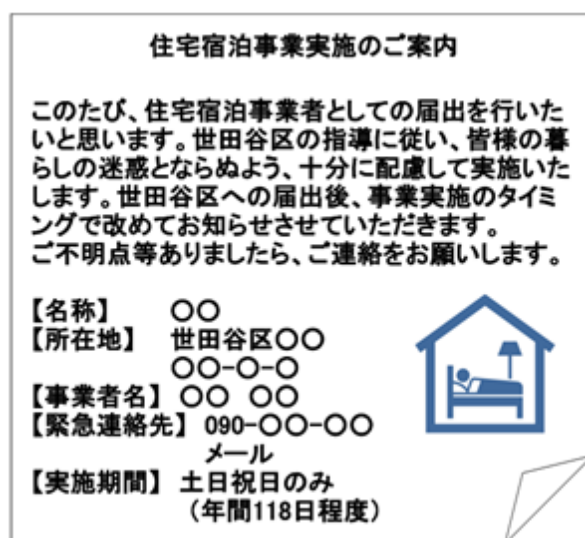 住宅宿泊事業実施のご案内
このたび、住宅宿泊事業者としての届出を行いた
いと思います。世田谷区の指導に従い、皆様の暮
らしの迷惑とならぬよう、十分に配慮して実施いた
します。世田谷区への届出後、事業実施のタイミ
ングで改めてお知らせさせていただきます。
ご不明点等ありましたら、ご連絡をお願いします。
【名称】 〇〇
【所在地】 世田谷区〇〇
〇〇-〇-〇
【事業者名】 〇〇 〇〇
【緊急連絡先】 090-〇〇-〇〇
メール
【実施期間】 土日祝日のみ
（年間118日程度）